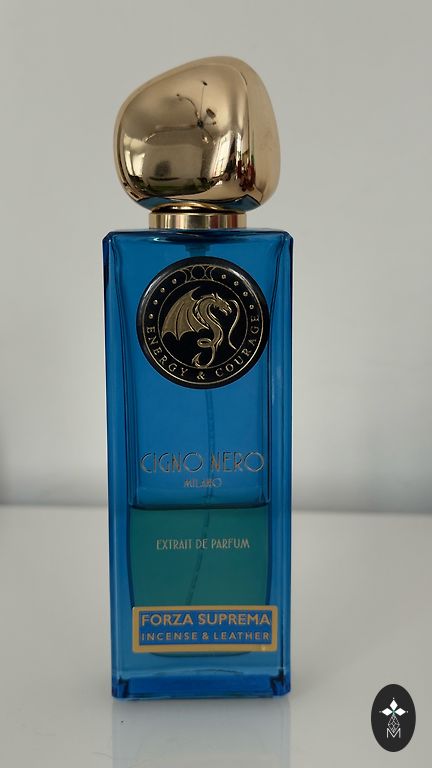 ENERGY & COURAGE
CIGNO NERO
MILANO
EXTRAIT DE PARFUM
FORZA SUPREMA
INCENSE & LEATHER
M